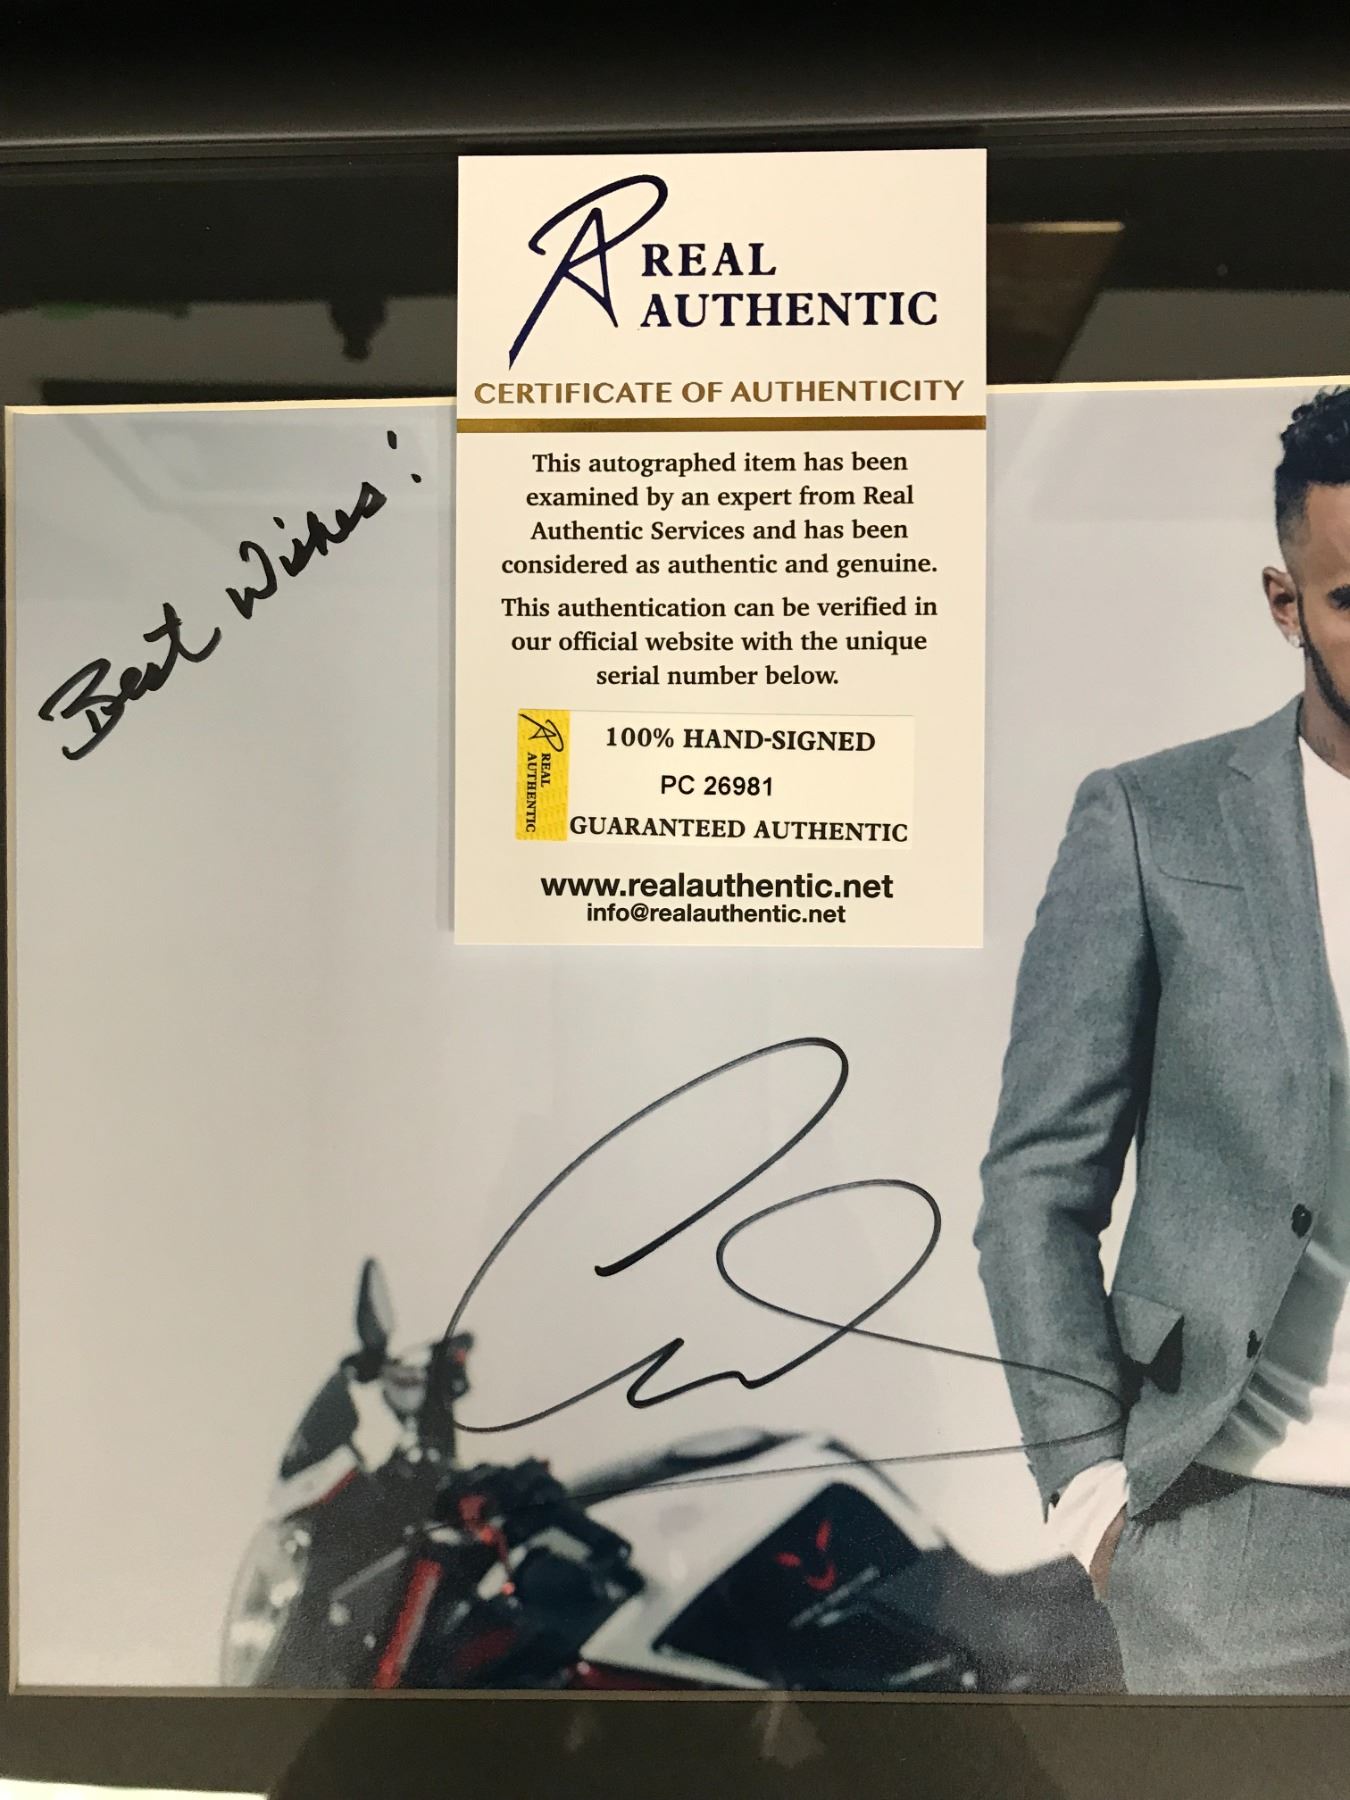 REAL
AUTHENTIC
CERTIFICATE OF AUTHENTICITY
Best Wishes!
This autographed item has been
examined by an expert from Real
Authentic Services and has been
considered as authentic and genuine.
This authentication can be verified in
our official website with the unique
serial number below.
REAL
AUTHENTIC
100% HAND-SIGNED
PC 26981
GUARANTEED AUTHENTIC
www.realauthentic.net
info@realauthentic.net